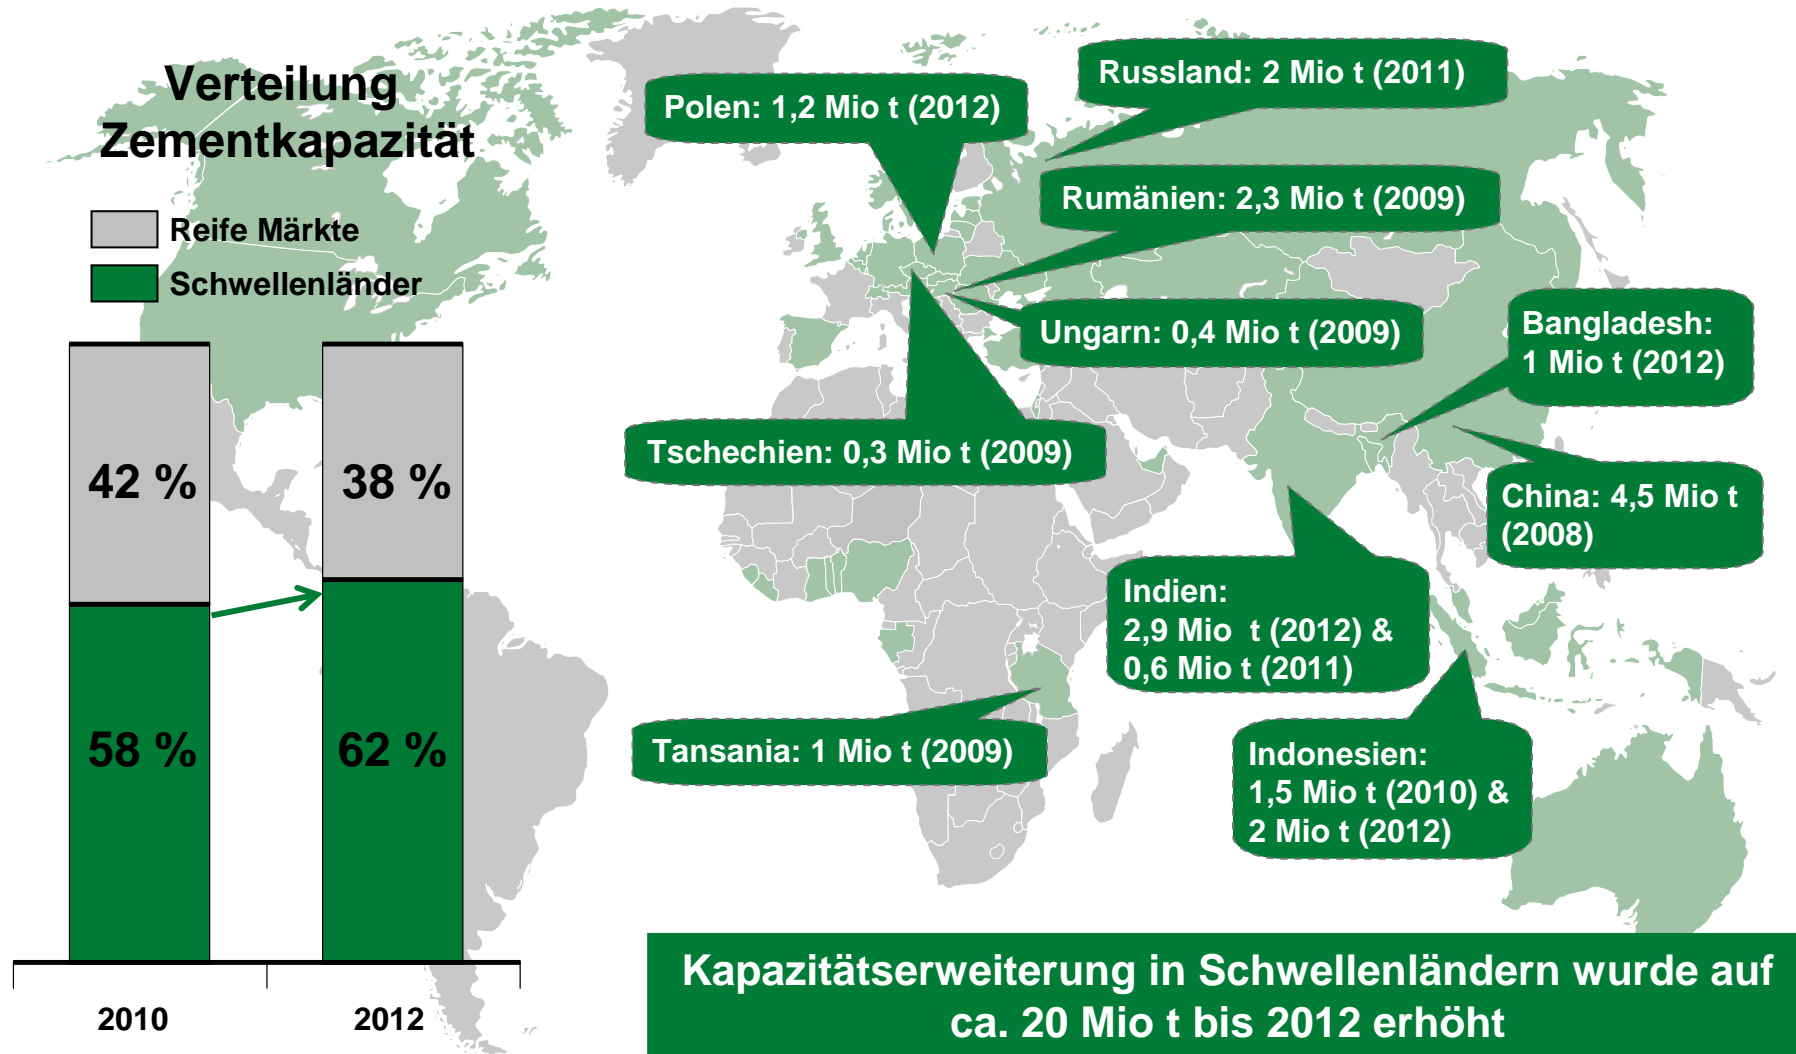 Verteilung
Zementkapazität
Reife Märkte
Schwellenländer
42 %
38 %
58 %
62 %
2010
2012
Polen: 1,2 Mio t (2012)
Russland: 2 Mio t (2011)
Rumänien: 2,3 Mio t (2009)
Ungarn: 0,4 Mio t (2009)
Bangladesh:
1 Mio t (2012)
Tschechien: 0,3 Mio t (2009)
China: 4,5 Mio t
(2008)
Indien:
2,9 Mio  t (2012) &
0,6 Mio t (2011)
Tansania: 1 Mio t (2009)
Indonesien:
1,5 Mio t (2010) &
2 Mio t (2012)
Kapazitätserweiterung in Schwellenländern wurde auf
ca. 20 Mio t bis 2012 erhöht